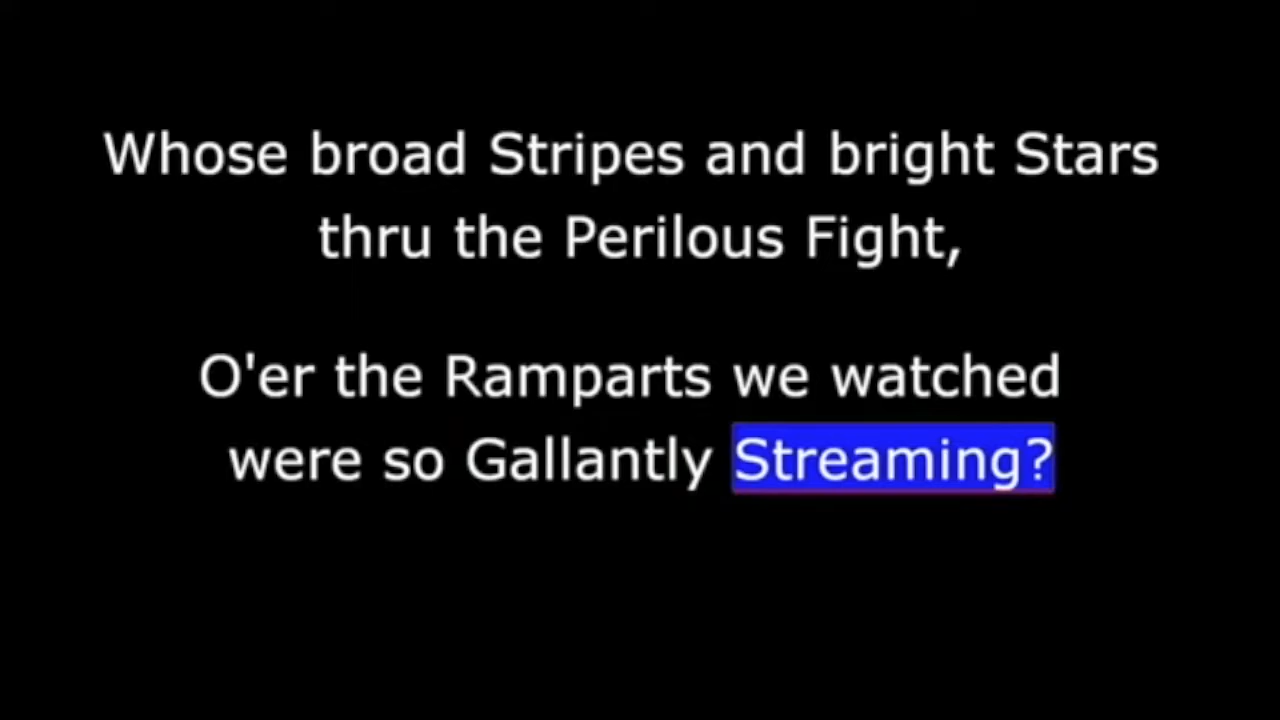 Whose broad Stripes and bright Stars
thru the Perilous Fight,
O'er the Ramparts we watched
were so Gallantly Streaming?